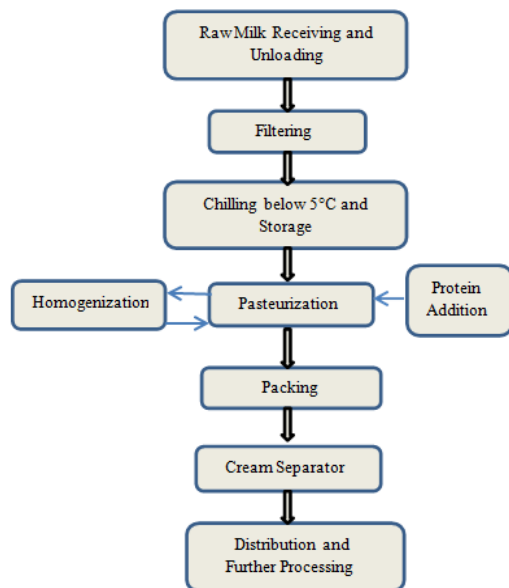 Raw Milk Receiving and
Unloading
Filtering
Chilling below 5°C and
Storage
Homogenization
Pasteurization
Protein
Addition
Packing
Cream Separator
Distribution and
Further Processing